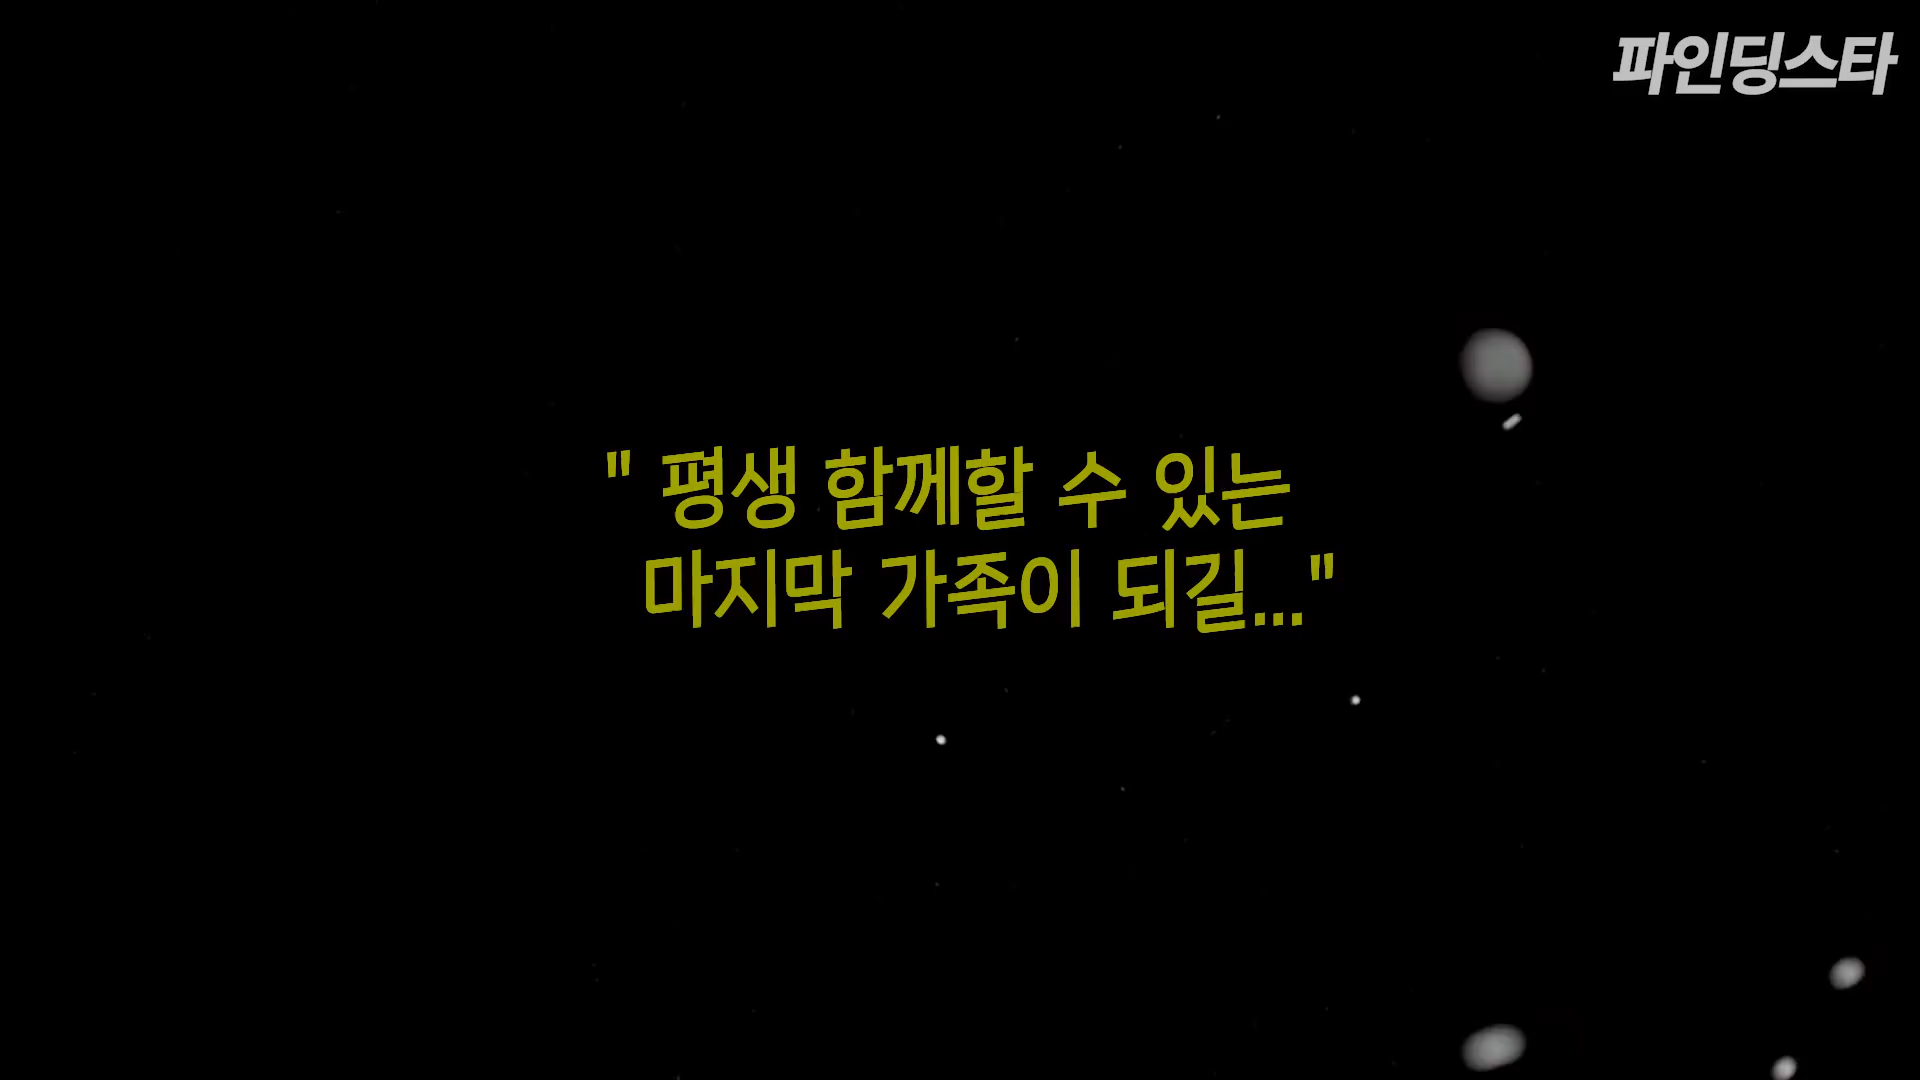 파인딩스타
" 평생 함께할 수 있는
마지막 가족이 되길..."